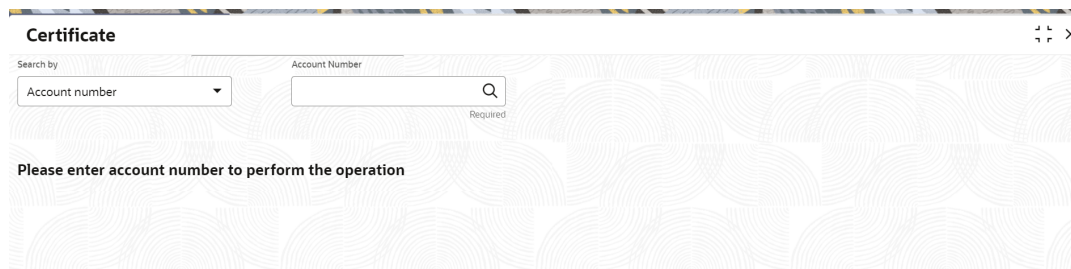 Certificate
Search by
Account Number
Account number
Required
Please enter account number to perform the operation